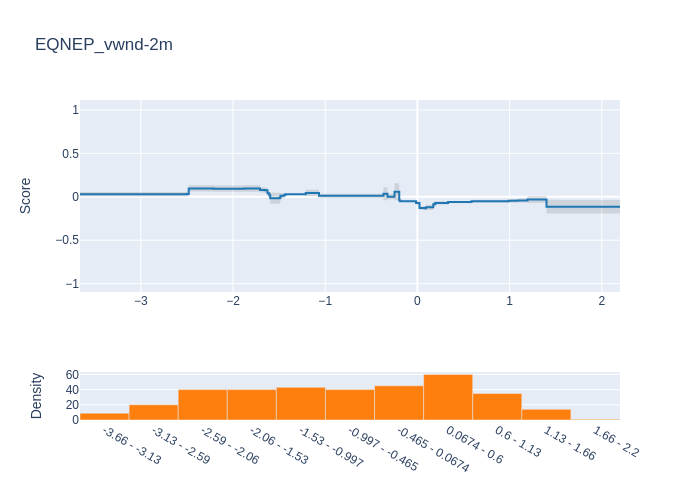 EQNEP_vwnd-2m
Score
1
0.5
0
−0.5
−1
−3
−2
−1
0
1
2
Density
60
40
20
0
-3.66 - -3.13
-3.13 - -2.59
-2.59 - -2.06
-2.06 - -1.53
-1.53 - -0.997
-0.997 - -0.465
-0.465 - 0.0674
0.0674 - 0.6
0.6 - 1.13
1.13 - 1.66
1.66 - 2.2